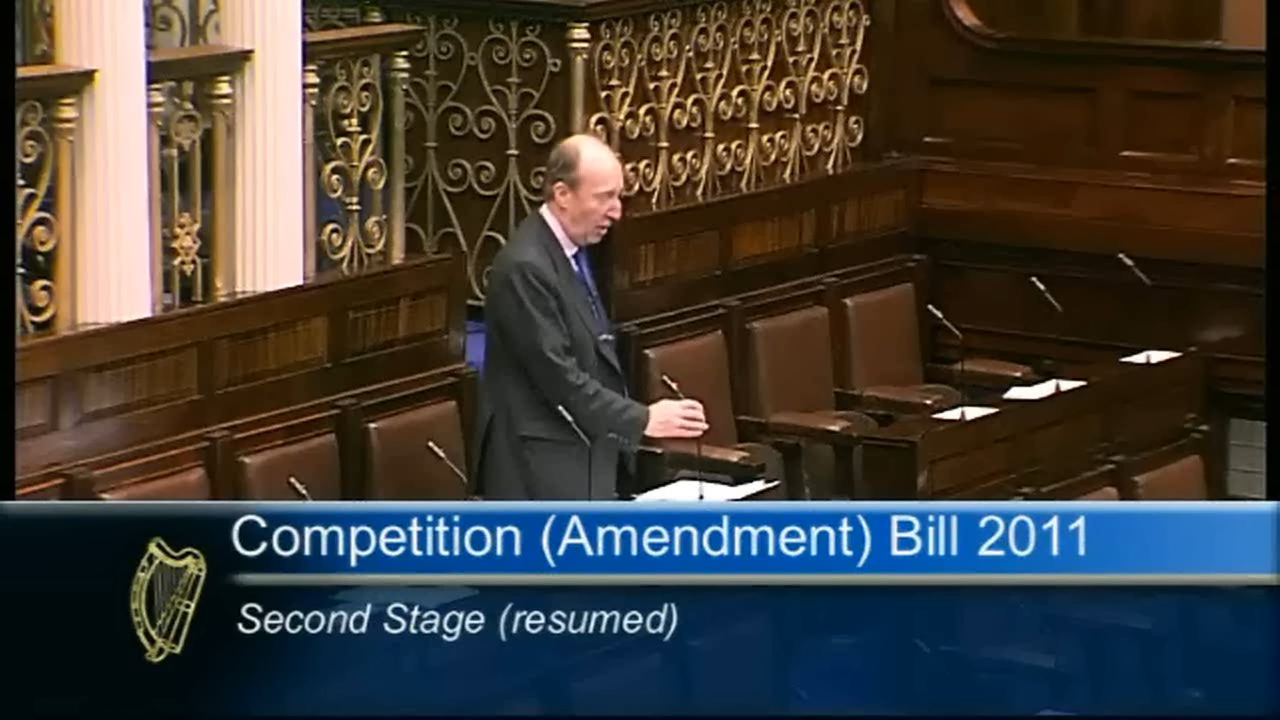 Competition (Amendment) Bill 2011
Second Stage (resumed)